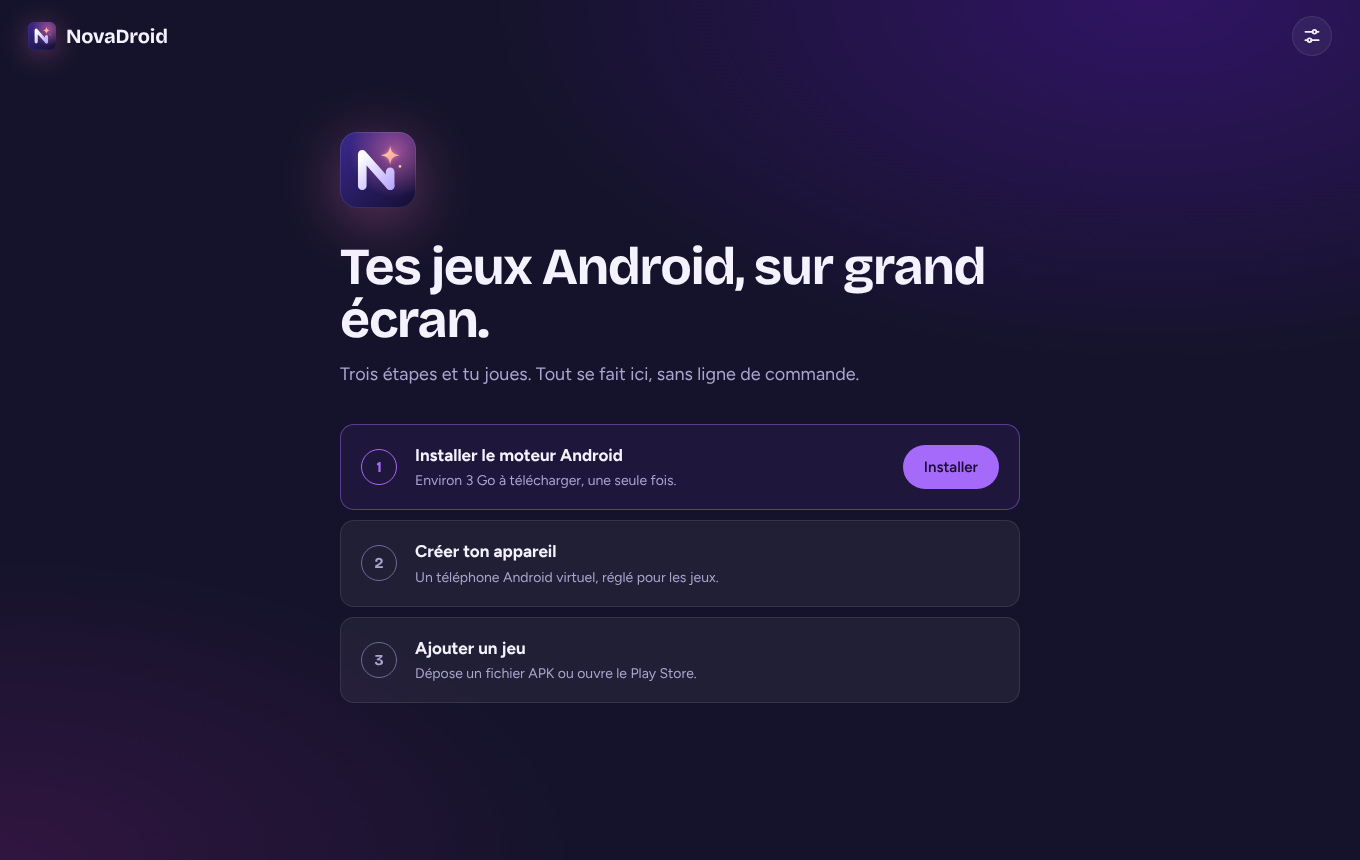 NovaDroid
Tes jeux Android, sur grand
écran.
Trois étapes et tu joues. Tout se fait ici, sans ligne de commande.
1
Installer le moteur Android
Environ 3 Go à télécharger, une seule fois.
Installer
2
Créer ton appareil
Un téléphone Android virtuel, réglé pour les jeux.
3
Ajouter un jeu
Dépose un fichier APK ou ouvre le Play Store.